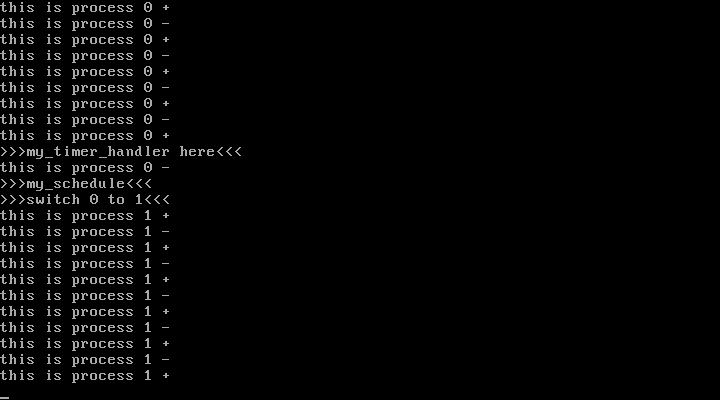 this is process 0 +
this is process 0 -
this is process 0 +
this is process 0 -
this is process 0 +
this is process 0 -
this is process 0 +
this is process 0 -
this is process 0 +
>>>my_timer_handler here<<<
this is process 0 -
>>>my_schedule<<<
>>>switch 0 to 1<<<
this is process 1 +
this is process 1 -
this is process 1 +
this is process 1 -
this is process 1 +
this is process 1 -
this is process 1 +
this is process 1 -
this is process 1 +
this is process 1 -
this is process 1 +